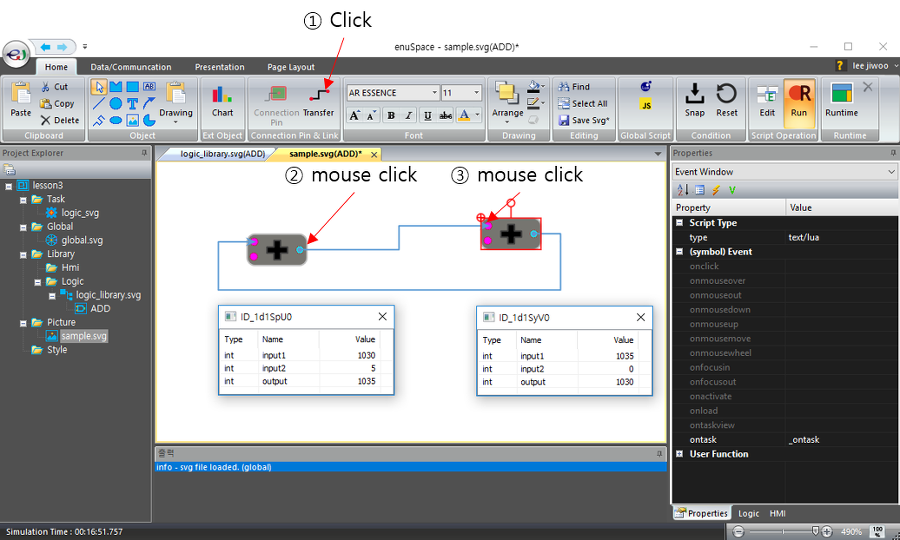 ① Click
enuSpace - sample.svg(ADD)*
Home Data/Communcation Presentation Page Layout
? lee jiwoo
Paste
Cut
Copy
Delete
Clipboard
AB
T
Drawing
Object
Chart
Ext Object
Connection Pin
Transfer
Connection Pin & Link
AR ESSENCE 11
A A B I U abc A
Font
Arrange
Drawing
Find
Select All
Save Svg*
Editing
JS
Global Script
Snap Reset
Condition
Edit Run
Script Operation
Runtime
Runtime
Project Explorer
lesson3
Task
logic_svg
Global
global.svg
Library
Hmi
Logic
logic_library.svg
ADD
Picture
sample.svg
Style
logic_library.svg(ADD) sample.svg(ADD)*
② mouse click ③ mouse click
ID_1d1SpU0
Type Name Value
int input1 1030
int input2 5
int output 1035
ID_1d1SyV0
Type Name Value
int input1 1035
int input2 0
int output 1030
출력
info - svg file loaded. (global)
Properties
Event Window
Property Value
Script Type
type text/lua
(symbol) Event
onclick
onmouseover
onmouseout
onmousedown
onmouseup
onmousemove
onmousewheel
onfocusin
onfocusout
onactivate
onload
ontaskview
ontask _ontask
User Function
Properties Logic HMI
Simulation Time : 00:16:51.757
490% 100 %